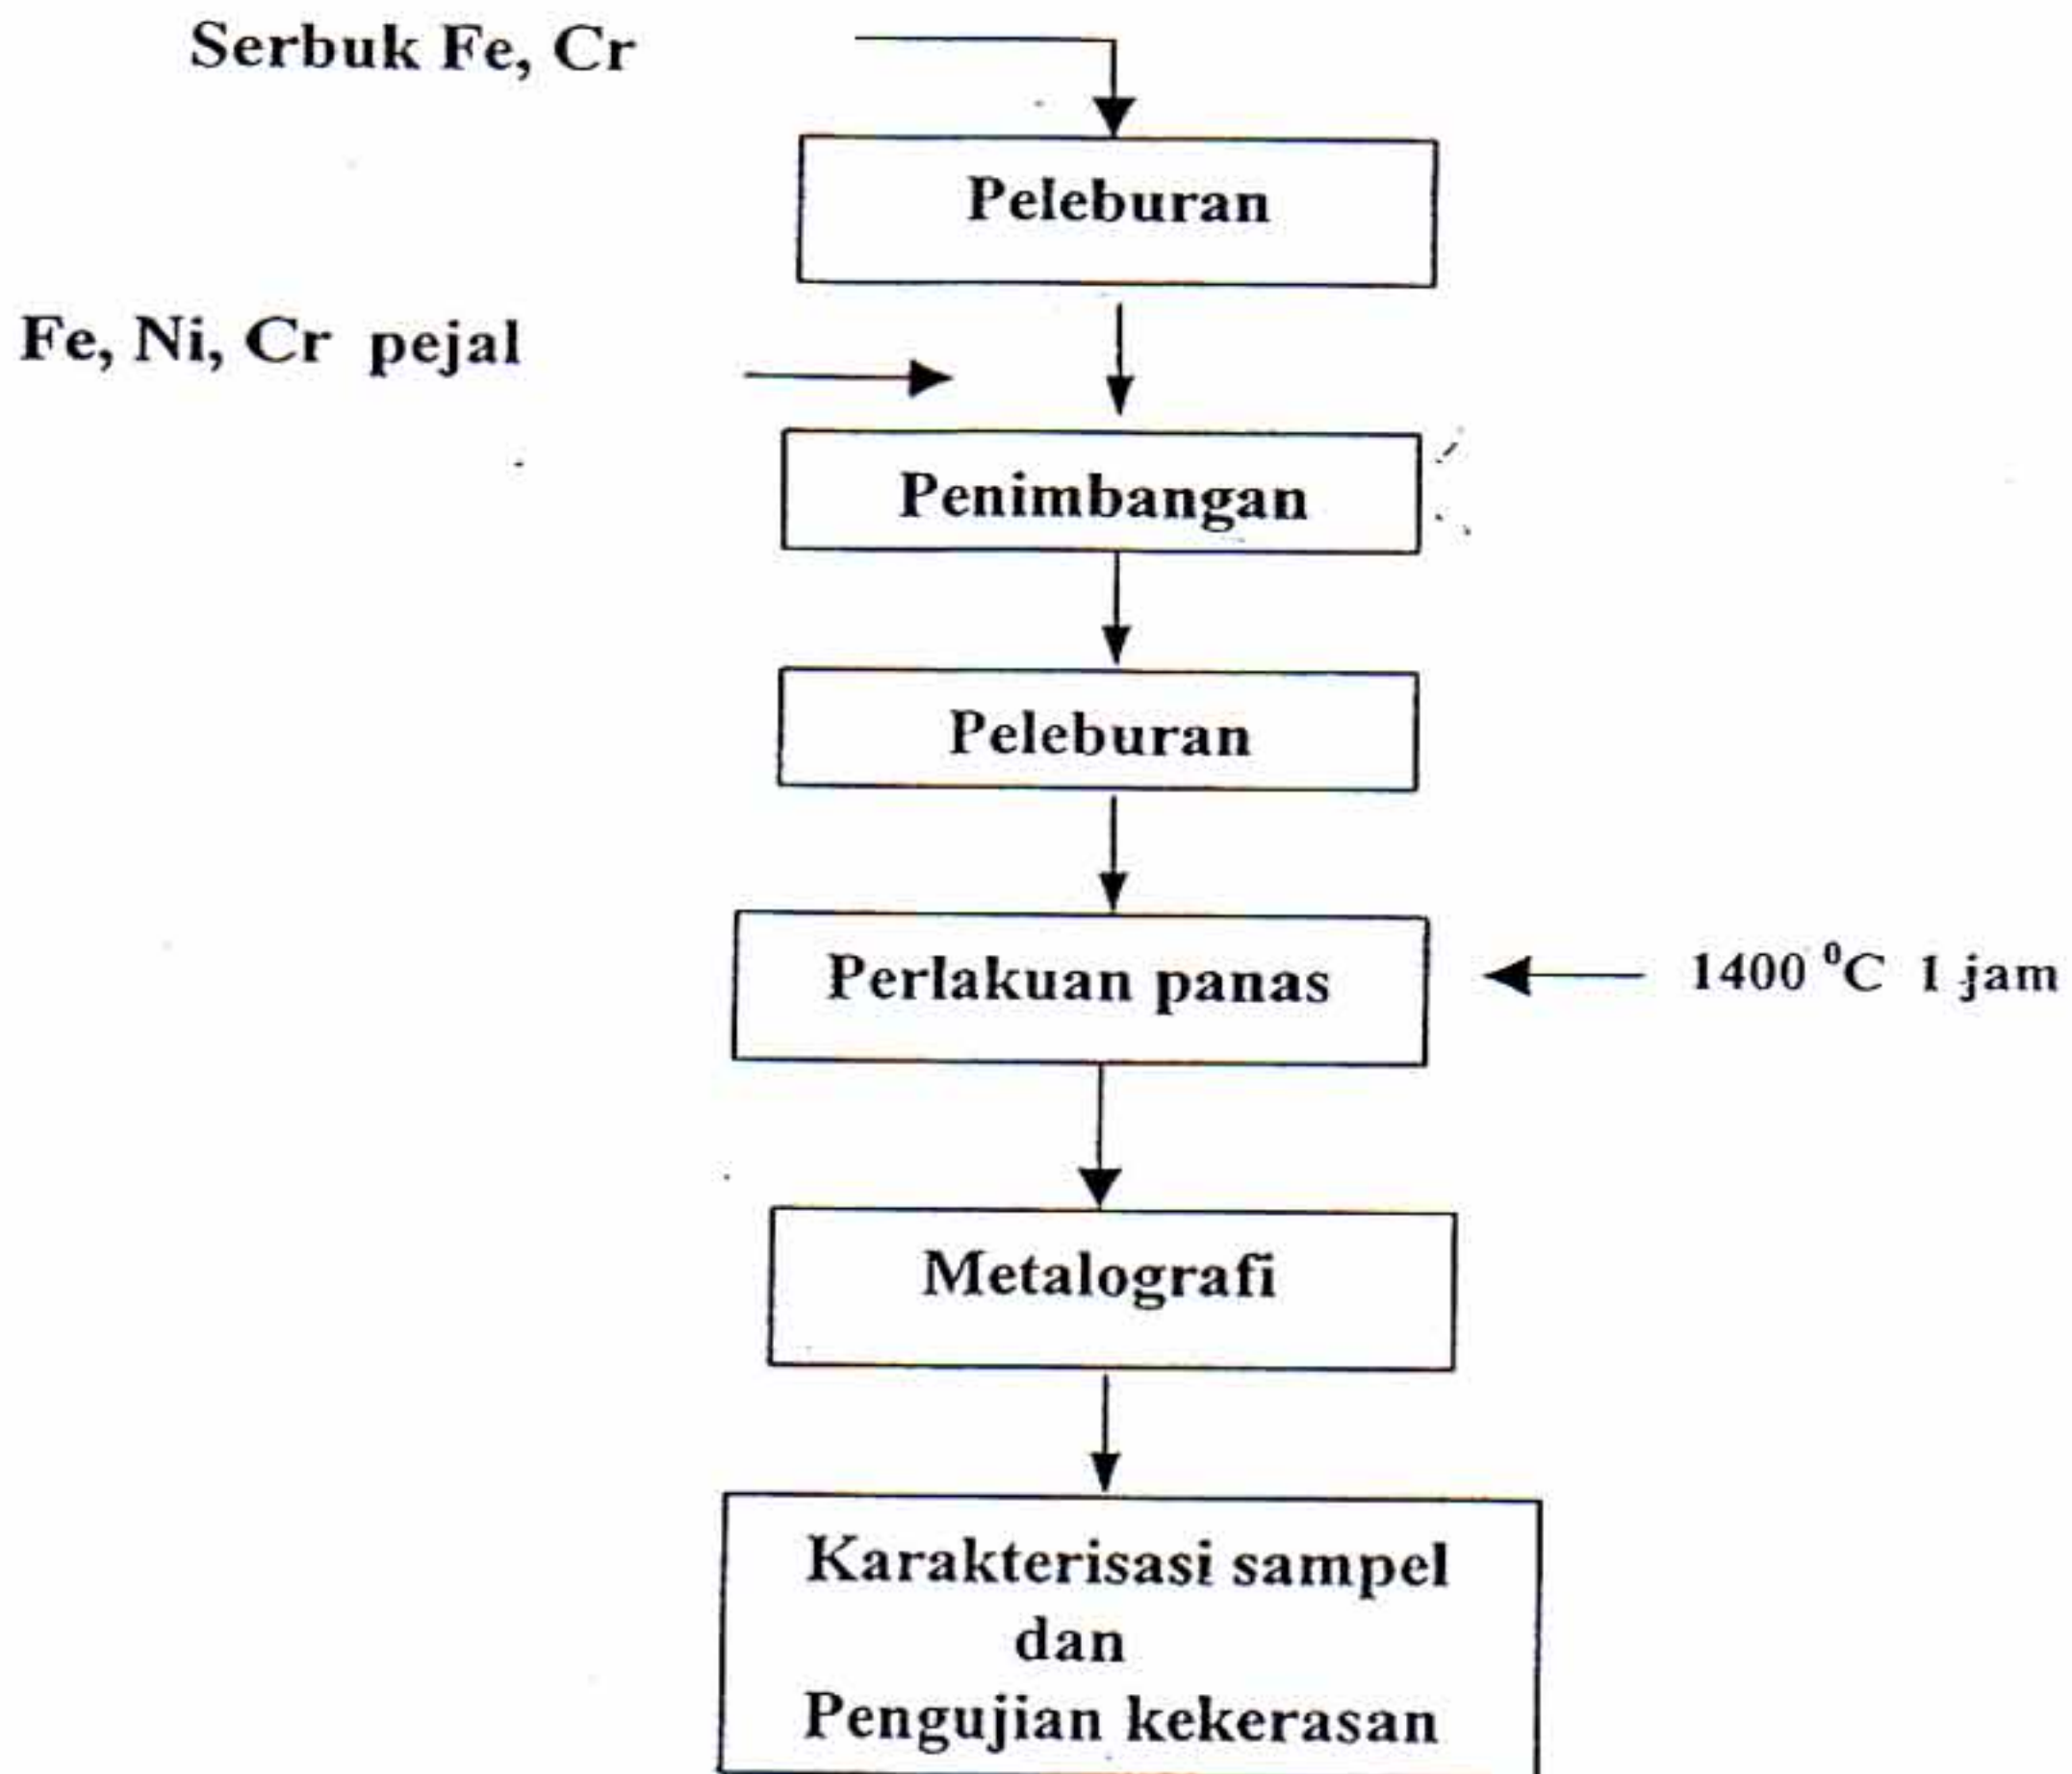 Serbuk Fe, Cr
Peleburan
Fe, Ni, Cr pejal
Penimbangan
Peleburan
Perlakuan panas
1400 ⁰C 1 jam
Metalografi
Karakterisasi sampel
dan
Pengujian kekerasan